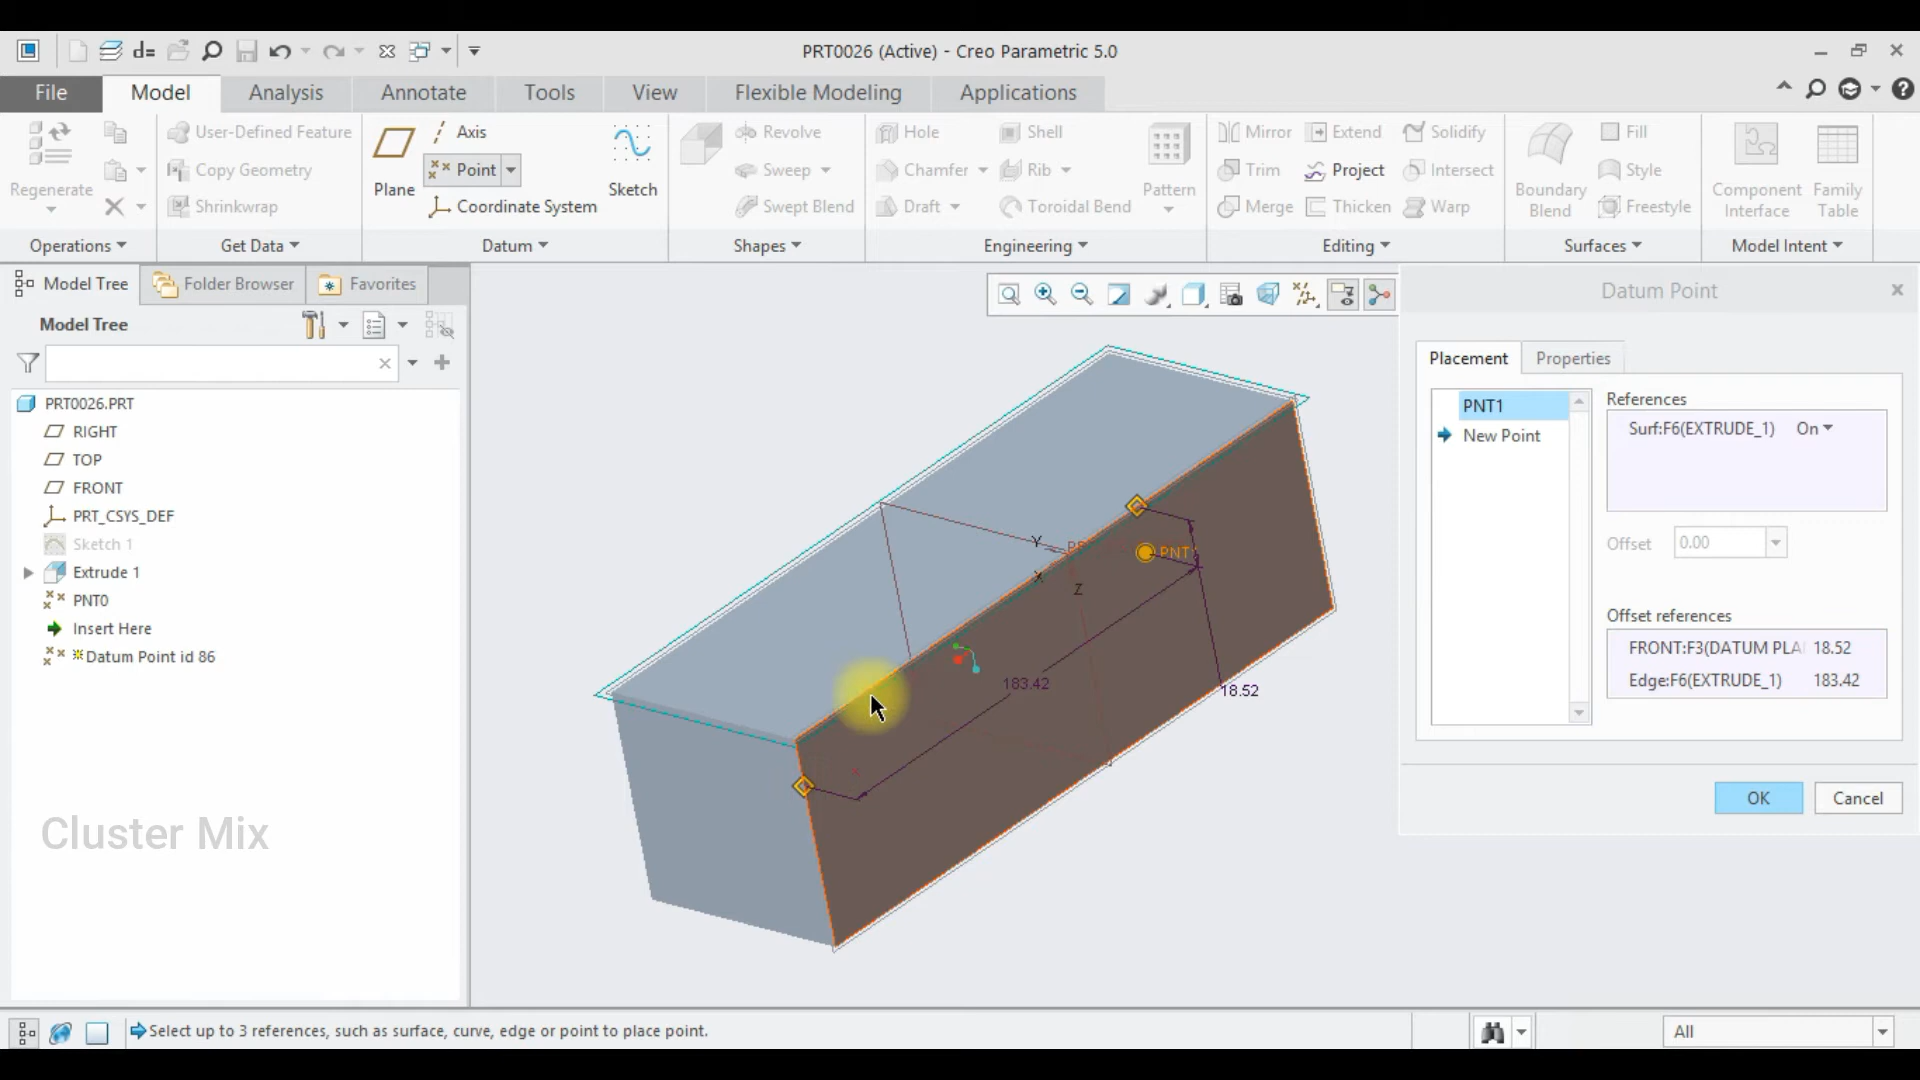 d=
PRT0026 (Active) - Creo Parametric 5.0
File Model Analysis Annotate Tools View Flexible Modeling Applications
Regenerate
Operations
User-Defined Feature
Copy Geometry
Shrinkwrap
Get Data
Plane
Axis
Point
Coordinate System
Sketch
Datum
Revolve
Sweep
Swept Blend
Shapes
Hole
Chamfer
Draft
Shell
Rib
Toroidal Bend
Pattern
Engineering
Mirror
Trim
Merge
Extend
Project
Thicken
Solidify
Intersect
Warp
Editing
Boundary
Blend
Fill
Style
Freestyle
Surfaces
Component
Interface
Family
Table
Model Intent
Model Tree Folder Browser Favorites
Model Tree
PRT0026.PRT
RIGHT
TOP
FRONT
PRT_CSYS_DEF
Sketch 1
Extrude 1
PNT0
Insert Here
Datum Point id 86
Cluster Mix
Y
X
Z
183.42
18.52
Datum Point
Placement Properties
PNT1
New Point
References
Surf:F6(EXTRUDE_1) On
Offset 0.00
Offset references
FRONT:F3(DATUM PLA 18.52
Edge:F6(EXTRUDE_1) 183.42
OK Cancel
Select up to 3 references, such as surface, curve, edge or point to place point.
All